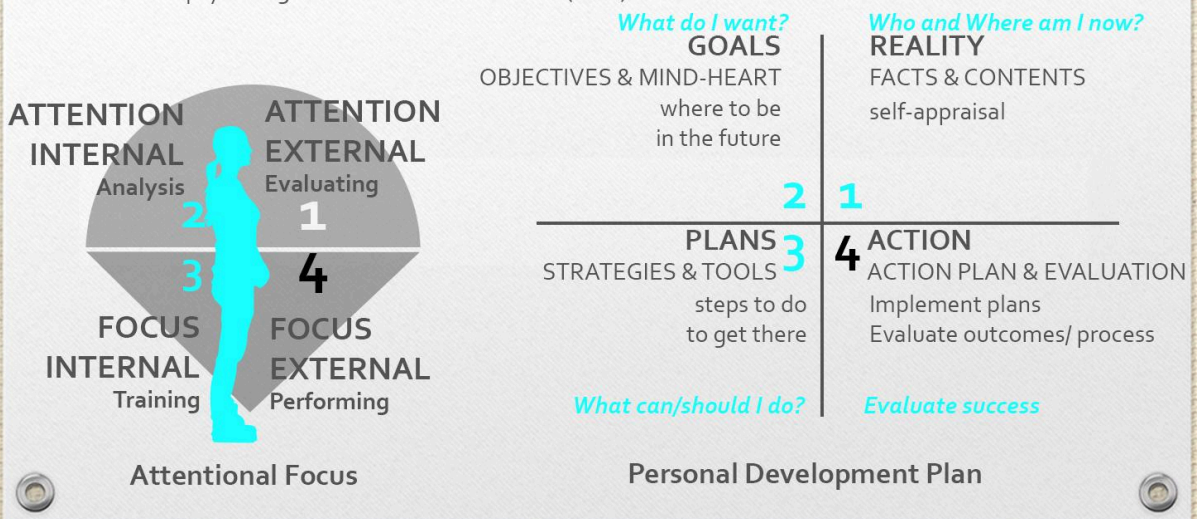 What do I want?
GOALS
OBJECTIVES & MIND-HEART
where to be
in the future
2
Who and Where am I now?
REALITY
FACTS & CONTENTS
self-appraisal
1
ATTENTION
INTERNAL
Analysis
2
ATTENTION
EXTERNAL
Evaluating
1
3
FOCUS
INTERNAL
Training
4
FOCUS
EXTERNAL
Performing
PLANS
3
STRATEGIES & TOOLS
steps to do
to get there
What can/should I do?
4
ACTION
ACTION PLAN & EVALUATION
Implement plans
Evaluate outcomes/ process
Evaluate success
Attentional Focus
Personal Development Plan